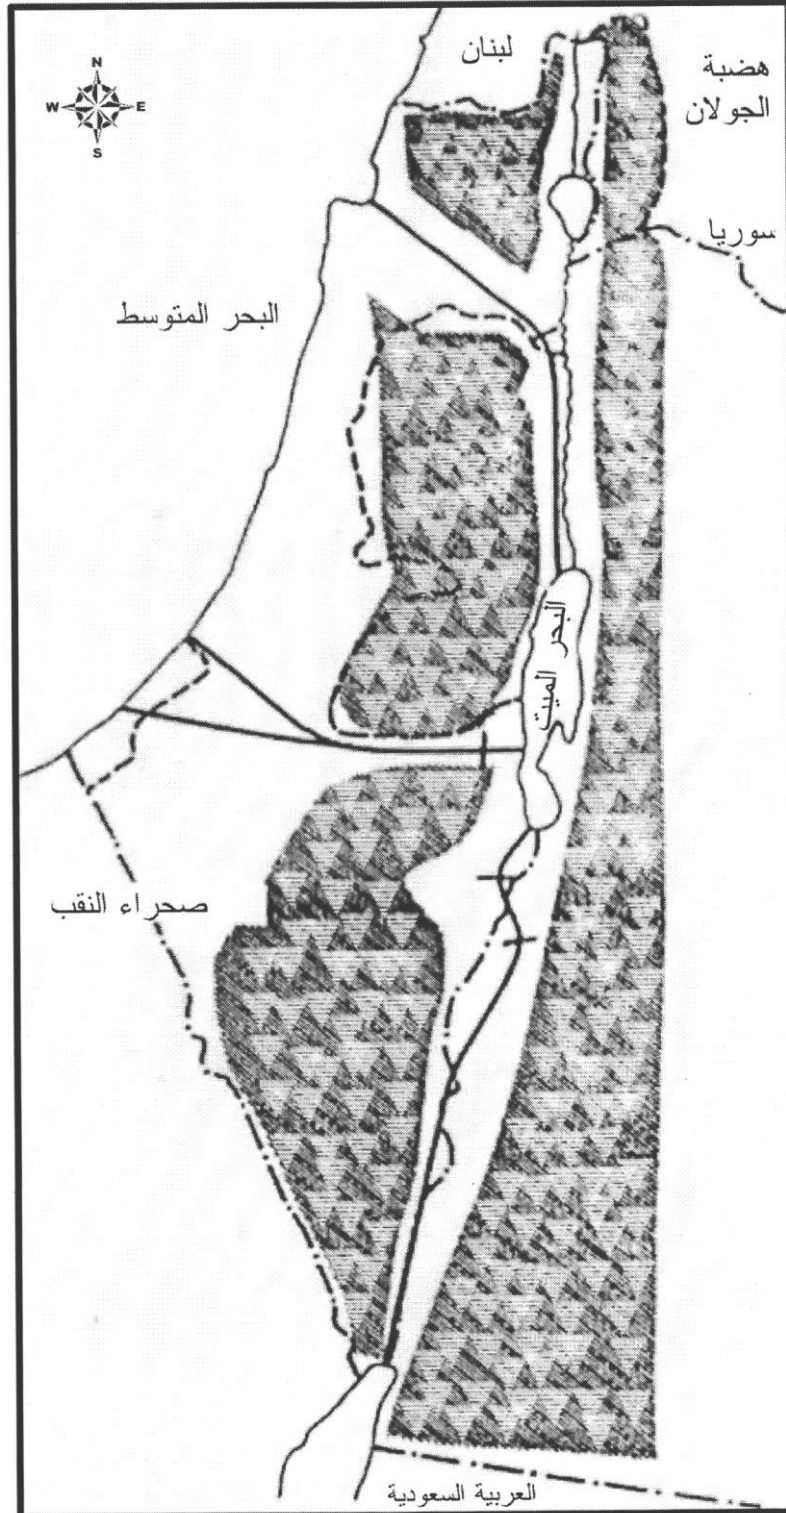 لبنان
هضبة
الجولان
N
W E
S
سوريا
البحر المتوسط
البحر الميت
صحراء النقب
العربية السعودية